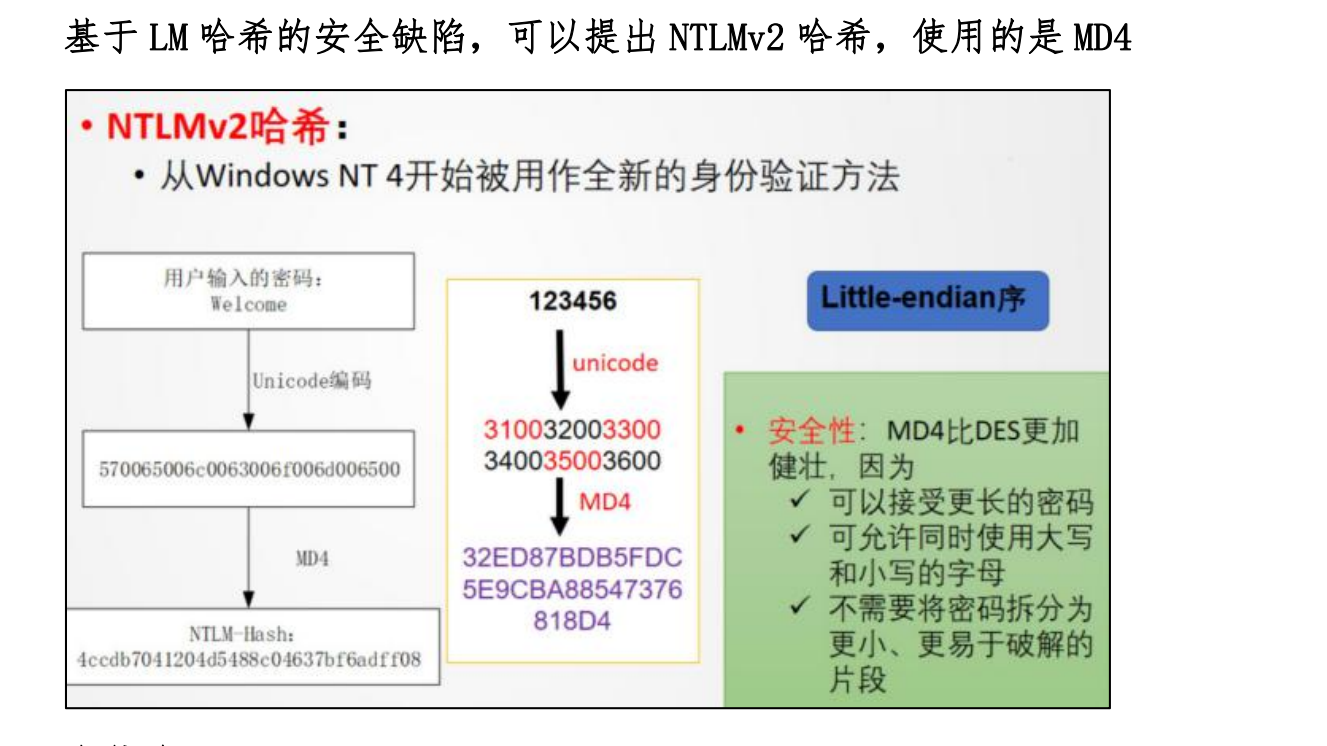 基于 LM 哈希的安全缺陷，可以提出 NTLMv2 哈希，使用的是 MD4
• NTLMv2哈希：
• 从Windows NT 4开始被用作全新的身份验证方法
用户输入的密码：
Welcome
Unicode编码
570065006c0063006f006d006500
MD4
NTLM-Hash:
4ccdb7041204d5488c04637bf6adff08
123456
unicode
310032003300
340035003600
MD4
32ED87BDB5FDC
5E9CBA88547376
818D4
Little-endian序
• 安全性：MD4比DES更加
健壮，因为
✓ 可以接受更长的密码
✓ 可允许同时使用大写
和小写的字母
✓ 不需要将密码拆分为
更小、更易于破解的
片段